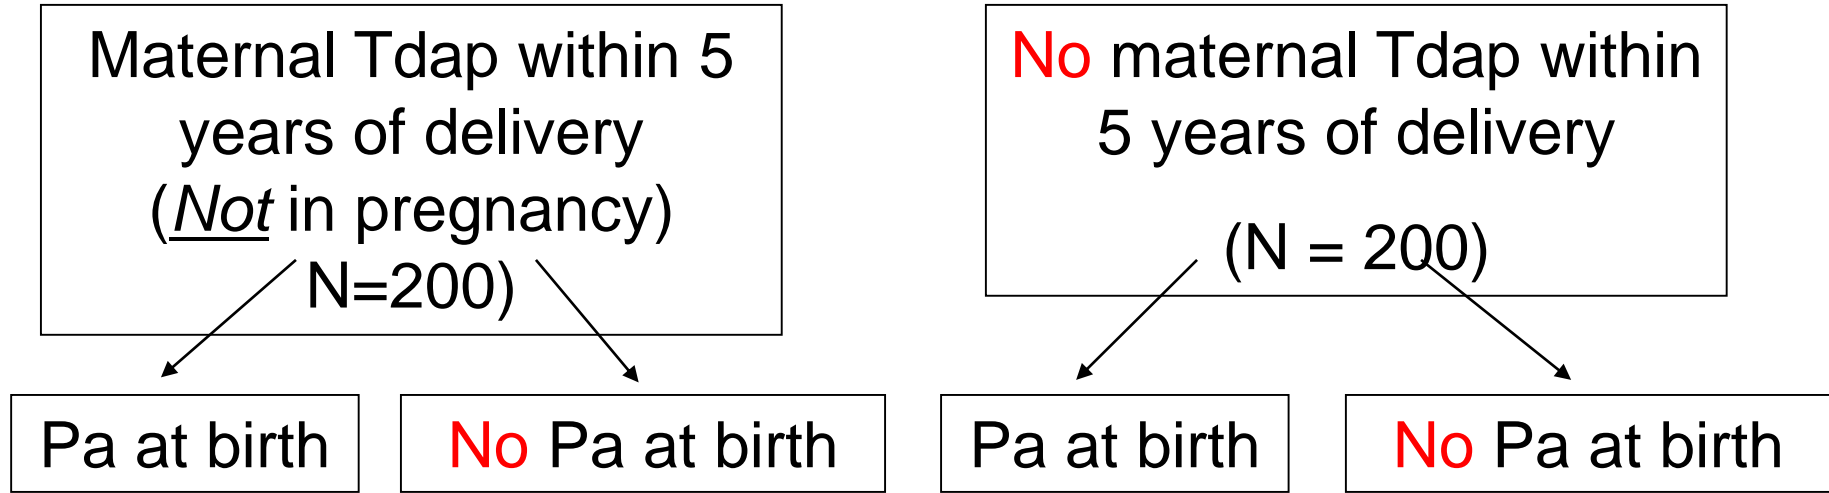 Maternal Tdap within 5
years of delivery
(Not in pregnancy)
N=200)
No maternal Tdap within
5 years of delivery
(N = 200)
Pa at birth
No Pa at birth
Pa at birth
No Pa at birth